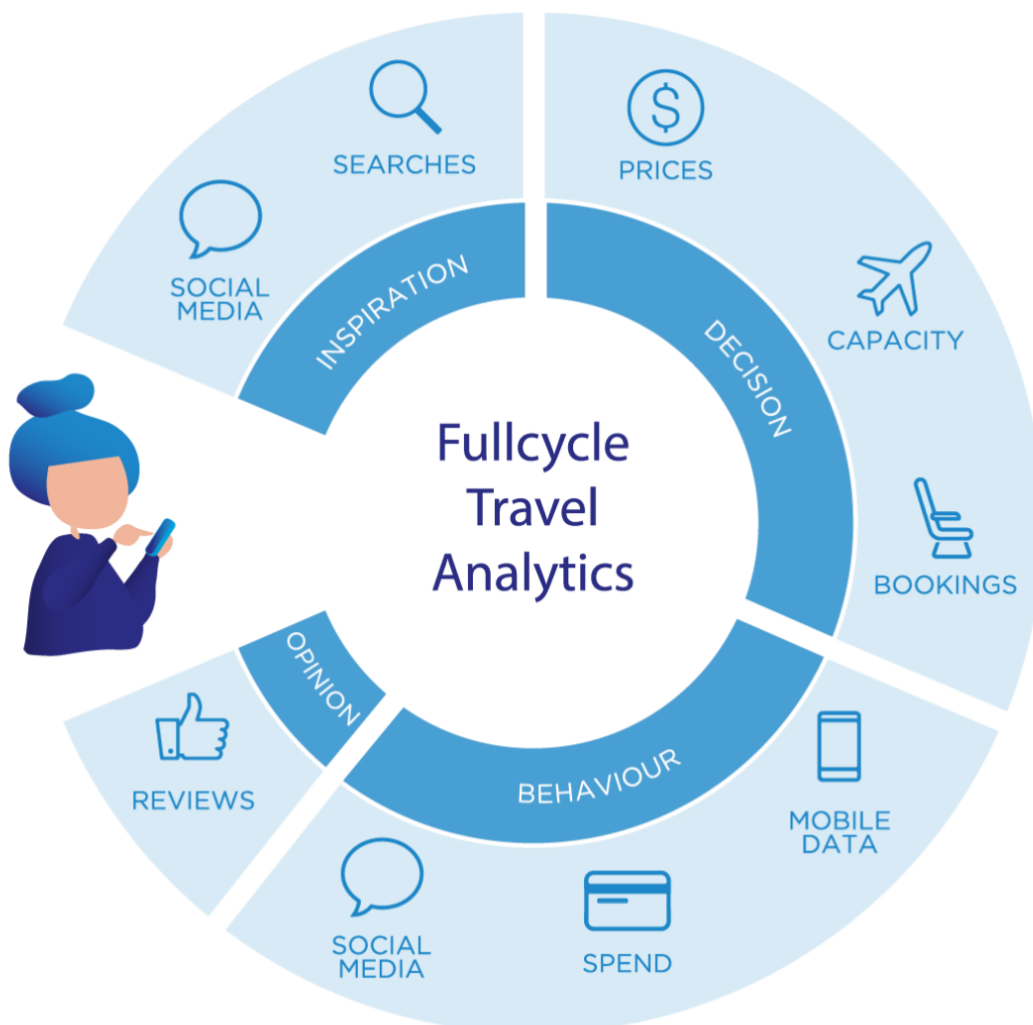 SEARCHES
SOCIAL
MEDIA
INSPIRATION
PRICES
CAPACITY
BOOKINGS
DECISION
Fullcycle
Travel
Analytics
MOBILE
DATA
SPEND
SOCIAL
MEDIA
BEHAVIOUR
REVIEWS
OPINION
$